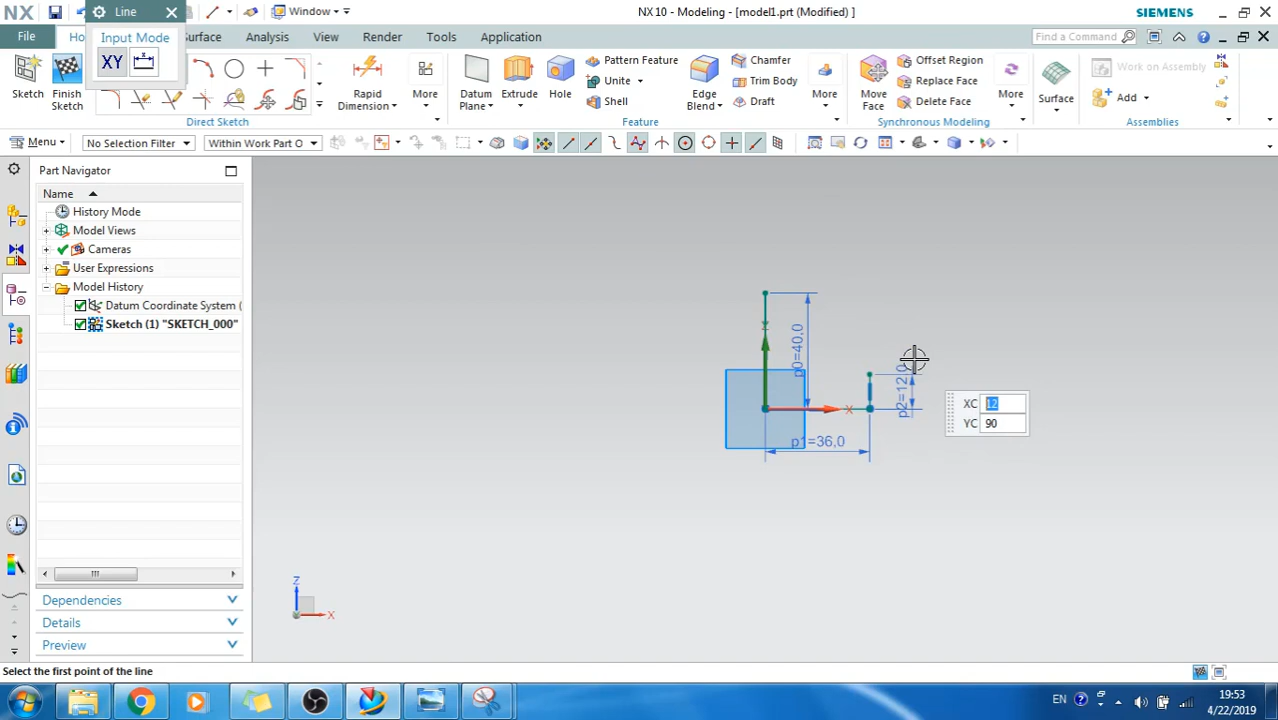 NX
Line
Window
NX 10 - Modeling - [model1.prt (Modified) ]
SIEMENS
Input Mode
File
Surface
Analysis
View
Render
Tools
Application
Find a Command
XY
Sketch
Finish
Sketch
Rapid
Dimension
More
Datum
Plane
Extrude
Hole
Pattern Feature
Unite
Shell
Edge
Blend
Chamfer
Trim Body
Draft
More
Move
Face
Offset Region
Replace Face
Delete Face
More
Surface
Work on Assembly
Add
Direct Sketch
Feature
Synchronous Modeling
Assemblies
Menu
No Selection Filter
Within Work Part O
Part Navigator
Name
History Mode
Model Views
Cameras
User Expressions
Model History
Datum Coordinate System (
Sketch (1) "SKETCH_000"
p0=40,0
p2=12,0
X
p1=36,0
XC 12
YC 90
Z
X
Dependencies
Details
Preview
Select the first point of the line
EN
19:53
4/22/2019